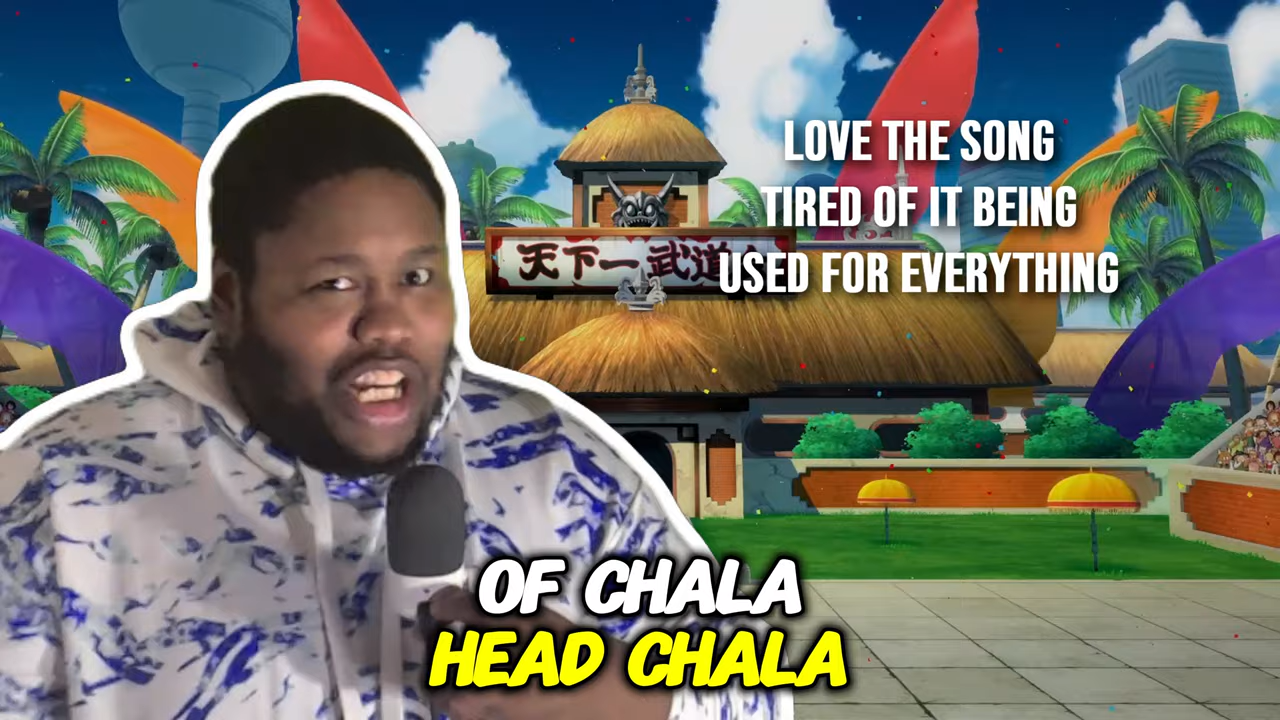 LOVE THE SONG
TIRED OF IT BEING
USED FOR EVERYTHING
天下一武道
OF CHALA
HEAD CHALA